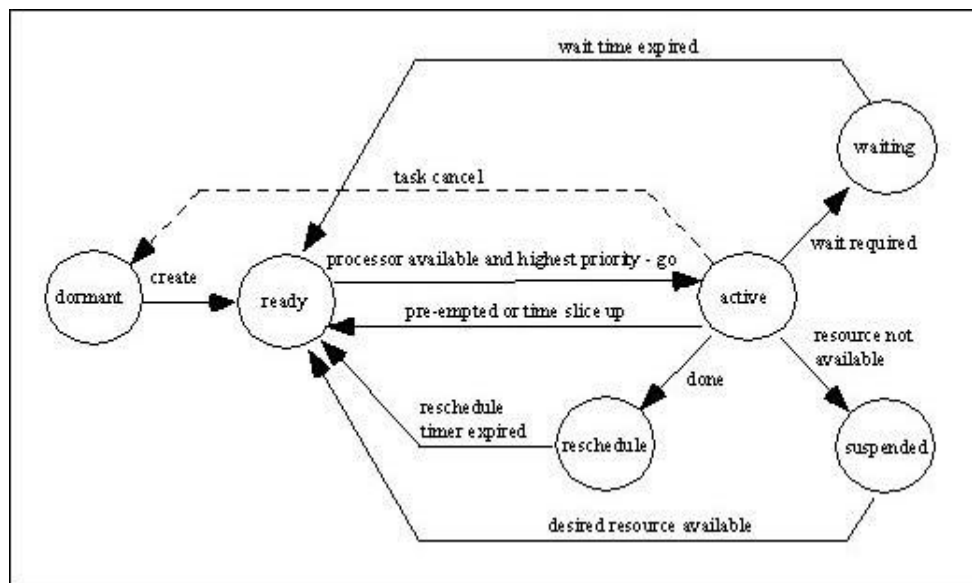 wait time expired
waiting
task cancel
wait required
processor available and highest priority - go
create
dormant
ready
active
pre-empted or time slice up
resource not
available
done
reschedule
timer expired
reschedule
suspended
desired resource available